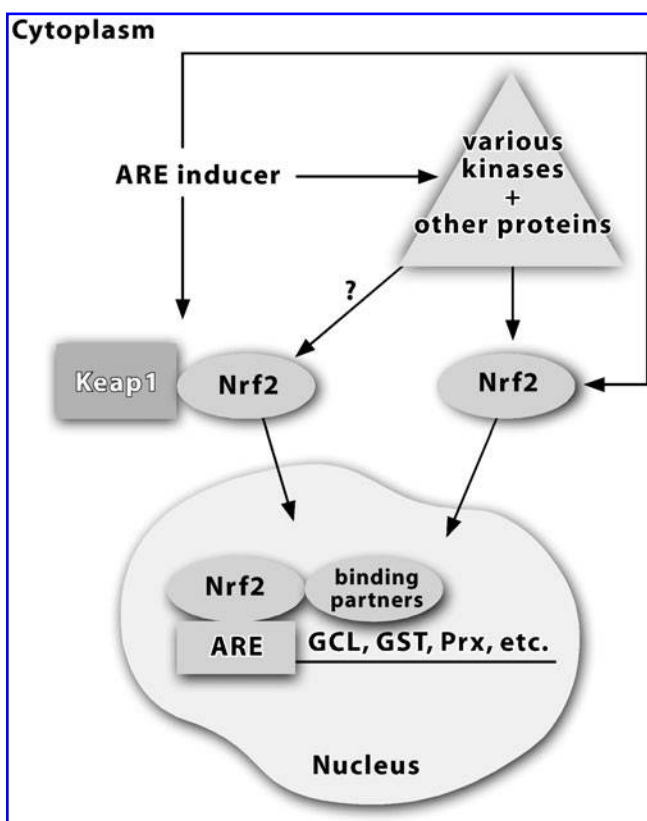 Cytoplasm
various
kinases
+
other proteins
ARE inducer
?
Keap1
Nrf2
Nrf2
Nrf2
binding
partners
ARE
GCL, GST, Prx, etc.
Nucleus